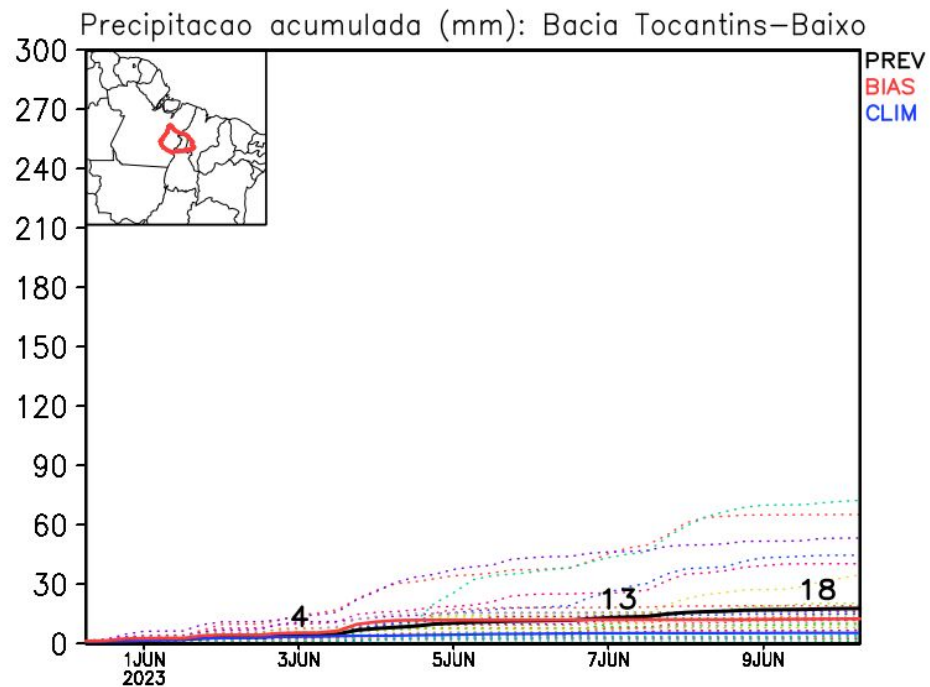 Precipitacao acumulada (mm): Bacia Tocantins-Baixo
PREV
BIAS
CLIM
300
270
240
210
180
150
120
90
60
30
0
4
13
18
1JUN
2023
3JUN
5JUN
7JUN
9JUN